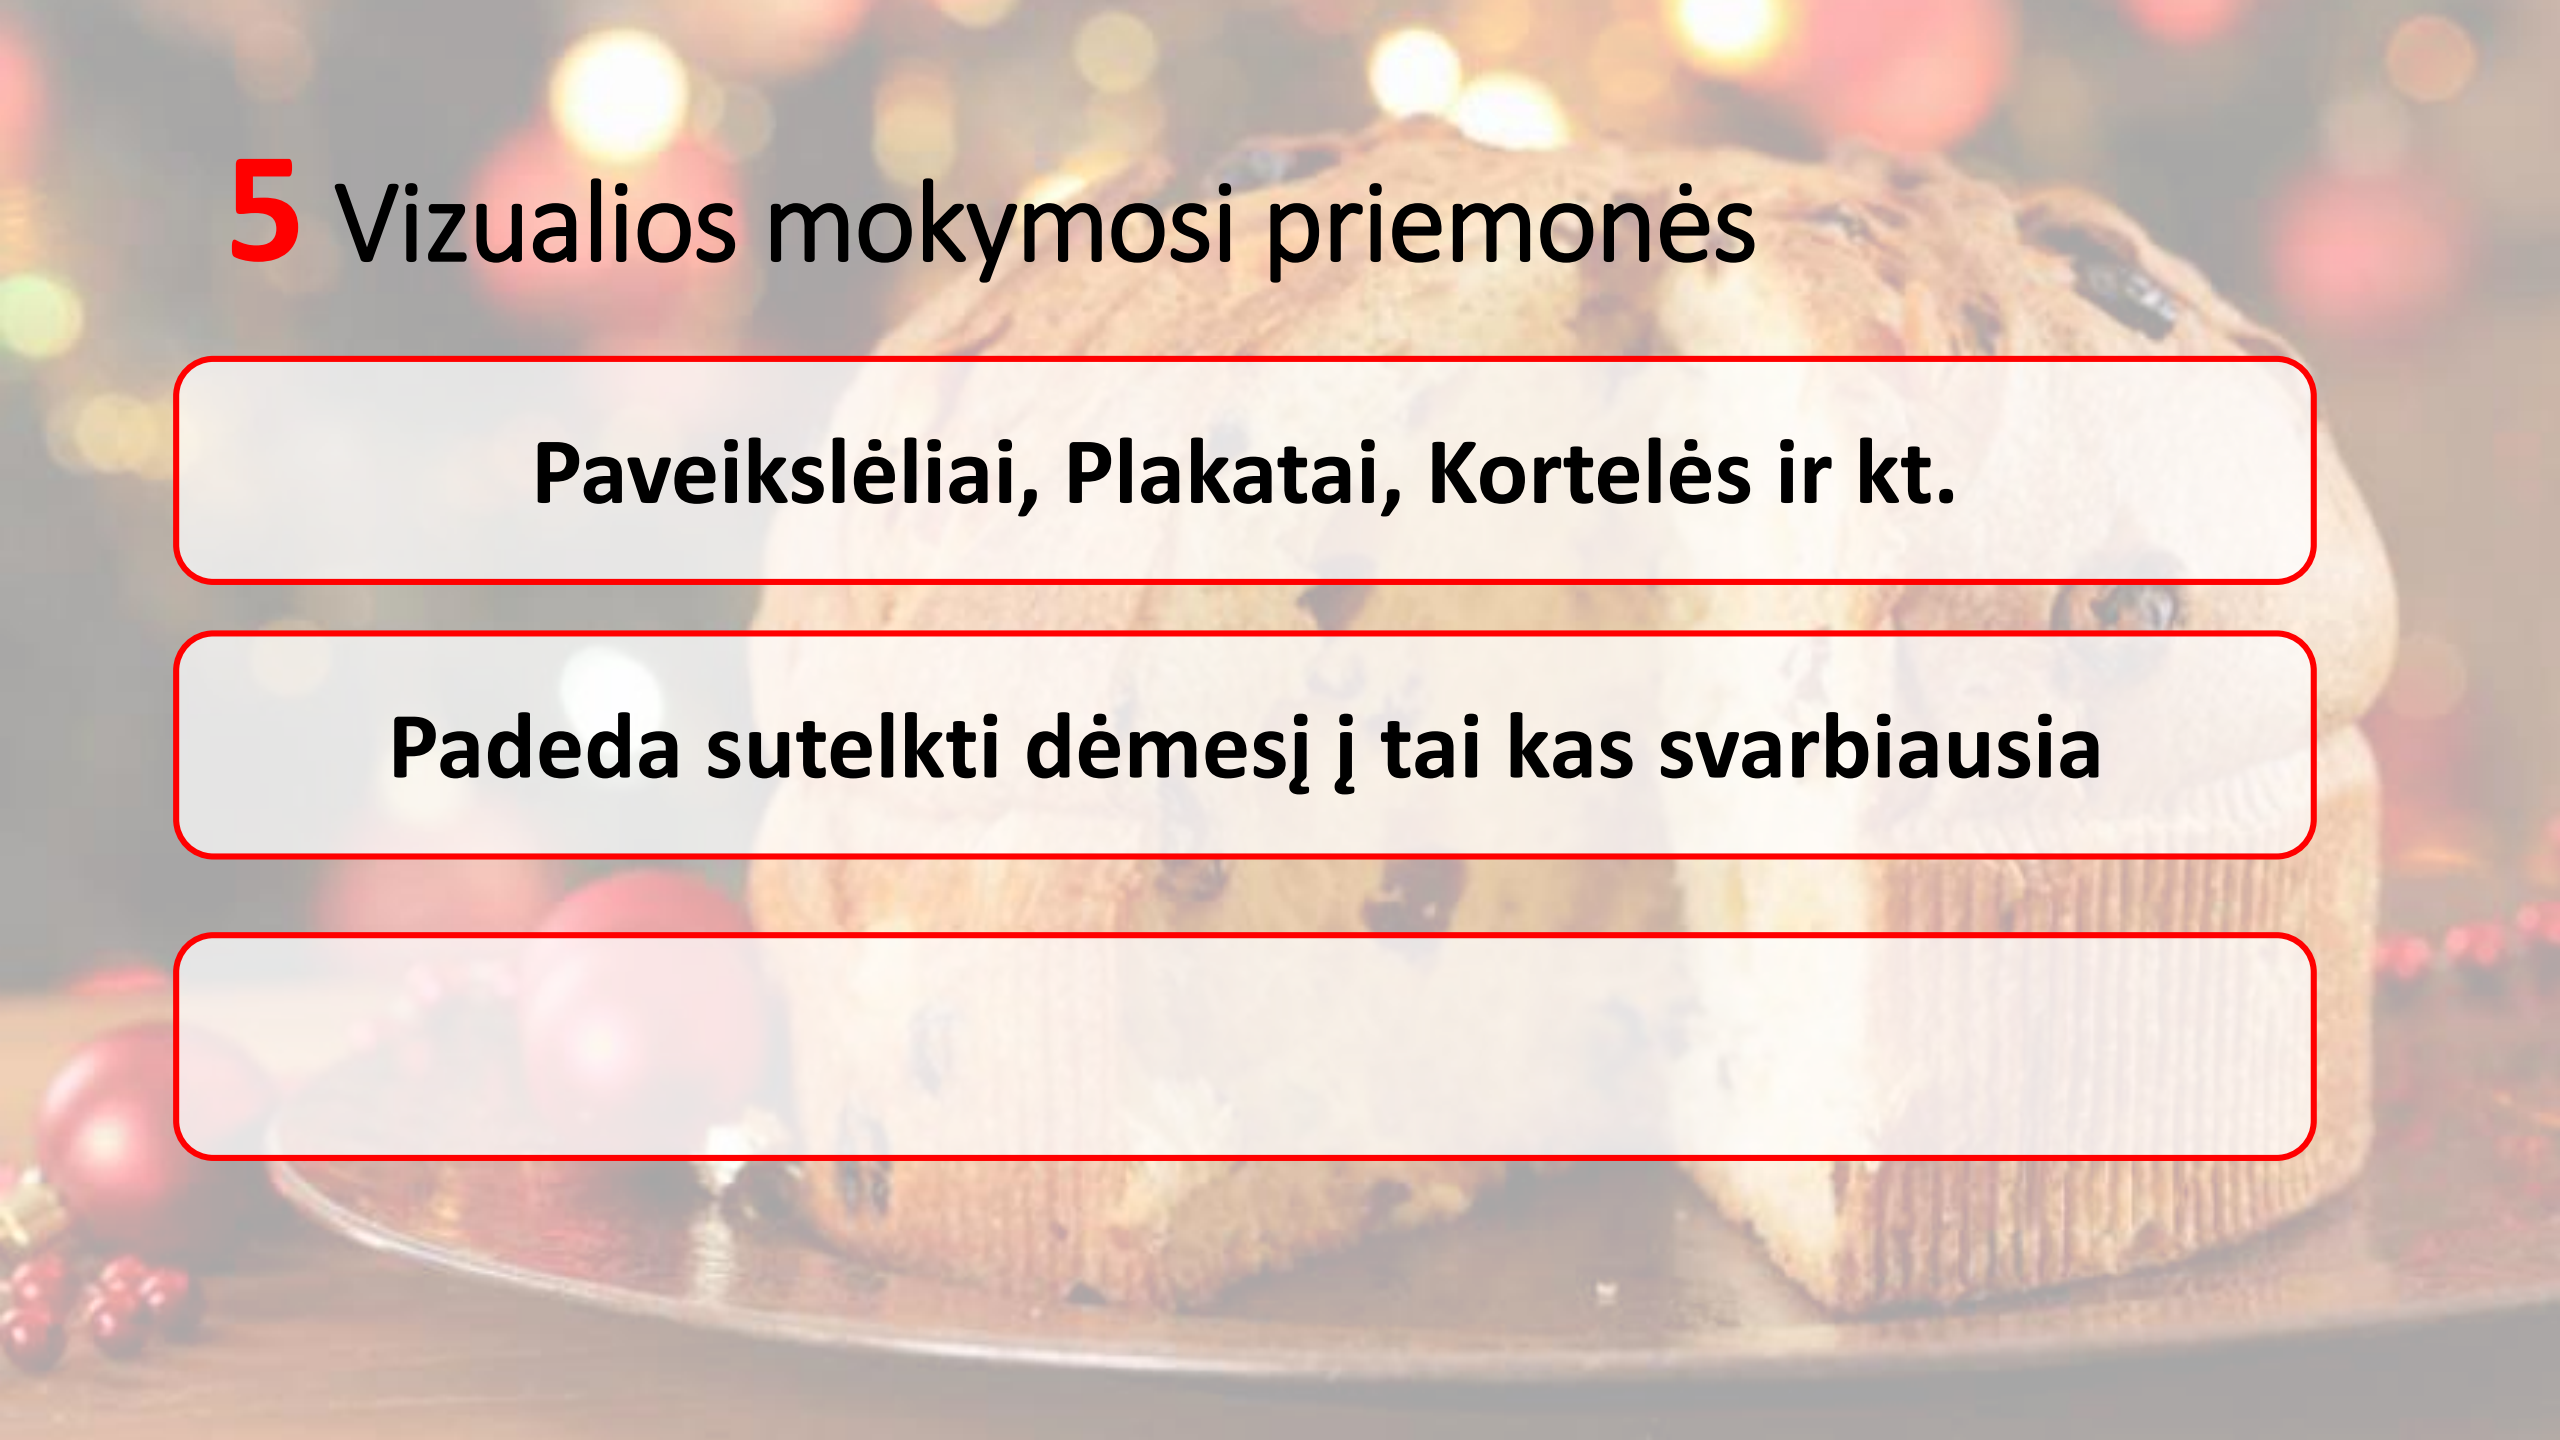 5 Vizualios mokymosi priemonės
Paveikslėliai, Plakatai, Kortelės ir kt.
Padeda sutelkti dėmesį į tai kas svarbiausia